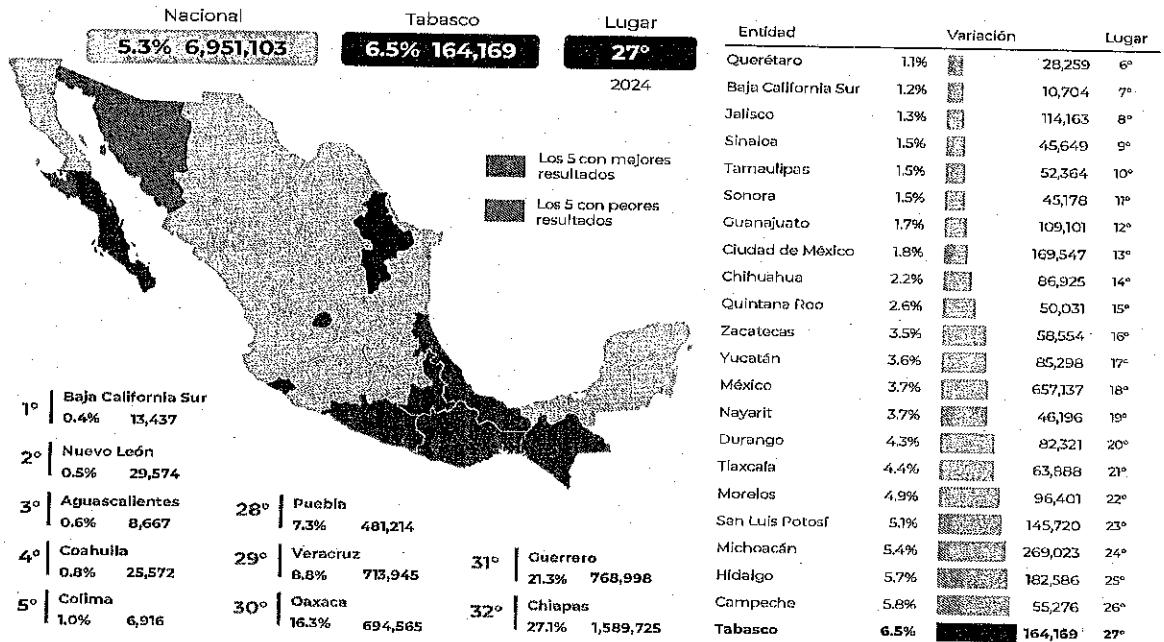 Nacional
5.3% 6,951,103
Tabasco
6.5% 164,169
Lugar
27°
2024
Los 5 con mejores
resultados
Los 5 con peores
resultados
1° Baja California Sur
0.4% 13,437
2° Nuevo León
0.5% 29,574
3° Aguascalientes
0.6% 8,667
4° Coahuila
0.8% 25,572
5° Colima
1.0% 6,916
28° Puebla
7.3% 481,214
29° Veracruz
8.8% 713,945
30° Oaxaca
16.3% 694,565
31° Guerrero
21.3% 768,998
32° Chiapas
27.1% 1,589,725
Entidad Variación Lugar
Querétaro 1.1% 28,259 6°
Baja California Sur 1.2% 10,704 7°
Jalisco 1.3% 114,163 8°
Sinaloa 1.5% 45,649 9°
Tamaulipas 1.5% 52,364 10°
Sonora 1.5% 45,178 11°
Guanajuato 1.7% 109,101 12°
Ciudad de México 1.8% 169,547 13°
Chihuahua 2.2% 86,925 14°
Quintana Roo 2.6% 50,031 15°
Zacatecas 3.5% 58,554 16°
Yucatán 3.6% 85,298 17°
México 3.7% 657,137 18°
Nayarit 3.7% 46,196 19°
Durango 4.3% 82,321 20°
Tlaxcala 4.4% 63,888 21°
Morelos 4.9% 96,401 22°
San Luis Potosí 5.1% 145,720 23°
Michoacán 5.4% 269,023 24°
Hidalgo 5.7% 182,586 25°
Campeche 5.8% 55,276 26°
Tabasco 6.5% 164,169 27°